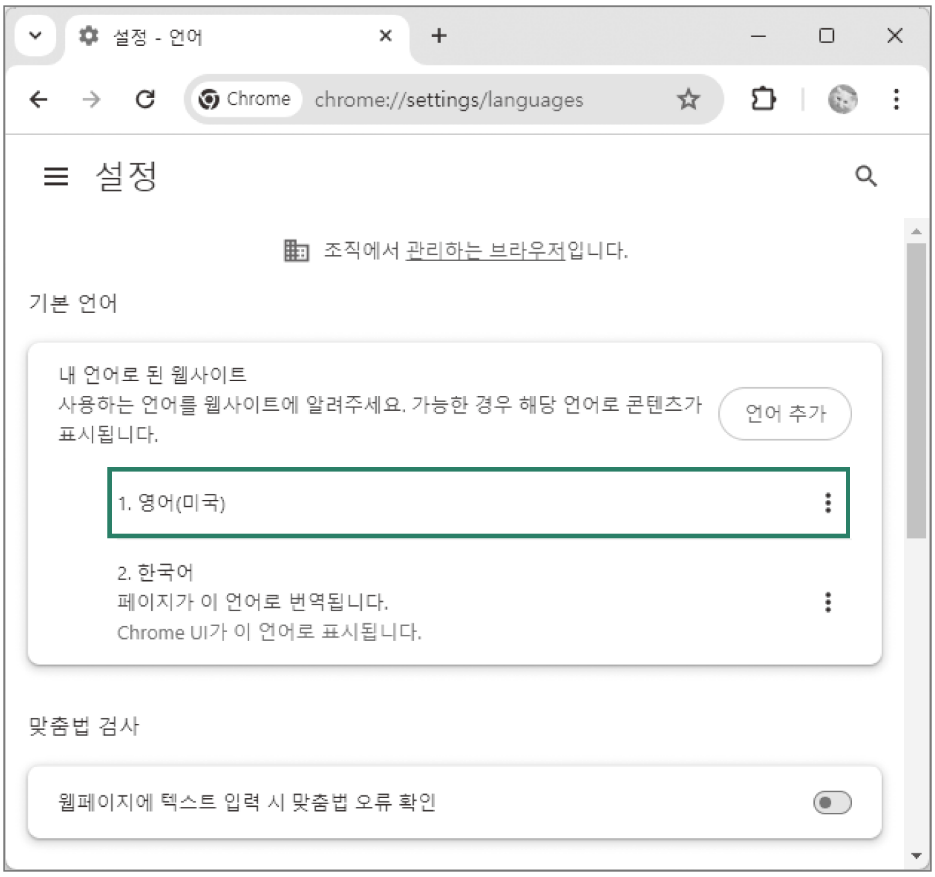 설정 - 언어
Chrome chrome://settings/languages
설정
조직에서 관리하는 브라우저입니다.
기본 언어
내 언어로 된 웹사이트
사용하는 언어를 웹사이트에 알려주세요. 가능한 경우 해당 언어로 콘텐츠가
표시됩니다.
언어 추가
1. 영어(미국)
2. 한국어
페이지가 이 언어로 번역됩니다.
Chrome UI가 이 언어로 표시됩니다.
맞춤법 검사
웹페이지에 텍스트 입력 시 맞춤법 오류 확인